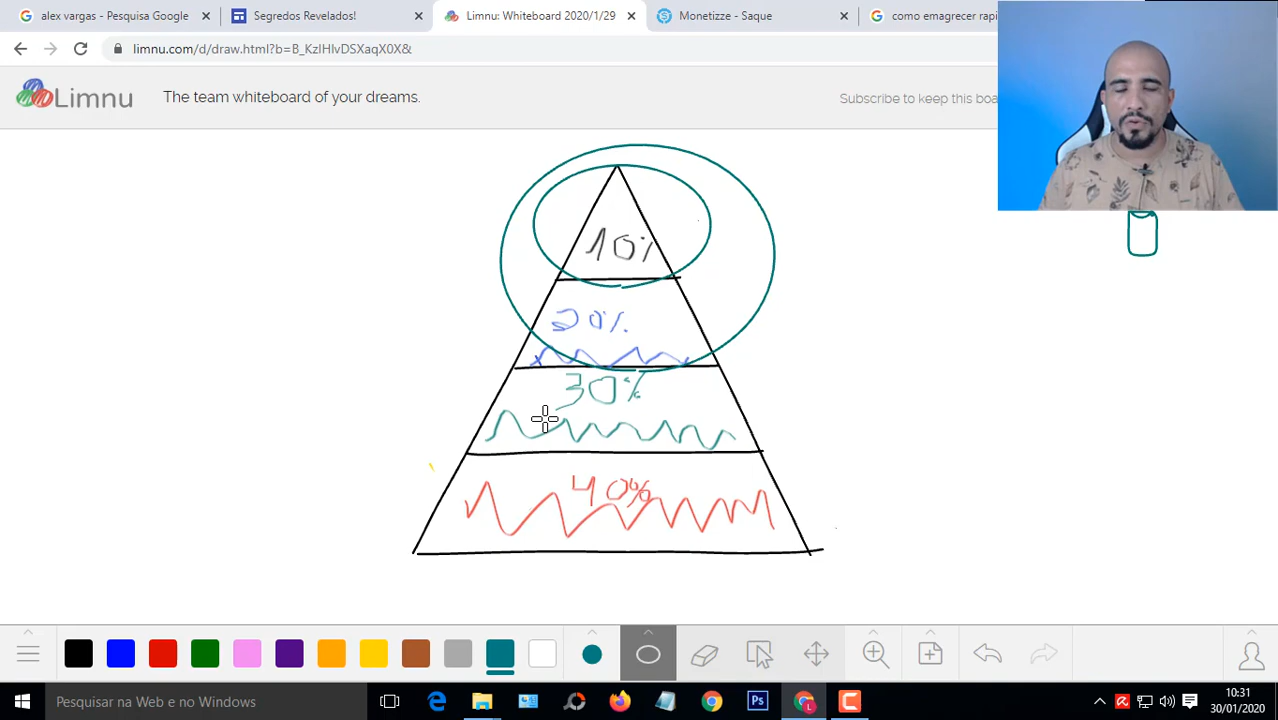 alex vargas - Pesquisa Google
Segredos Revelados!
Limnu: Whiteboard 2020/1/29
Monetizze - Saque
como emagrecer rapi
limnu.com/d/draw.html?b=B_KzIHIvDSXaqX0X&
Limnu
The team whiteboard of your dreams.
Subscribe to keep this boa
10%
20%
30%
40%
Pesquisar na Web e no Windows
Ps
L
10:31
30/01/2020